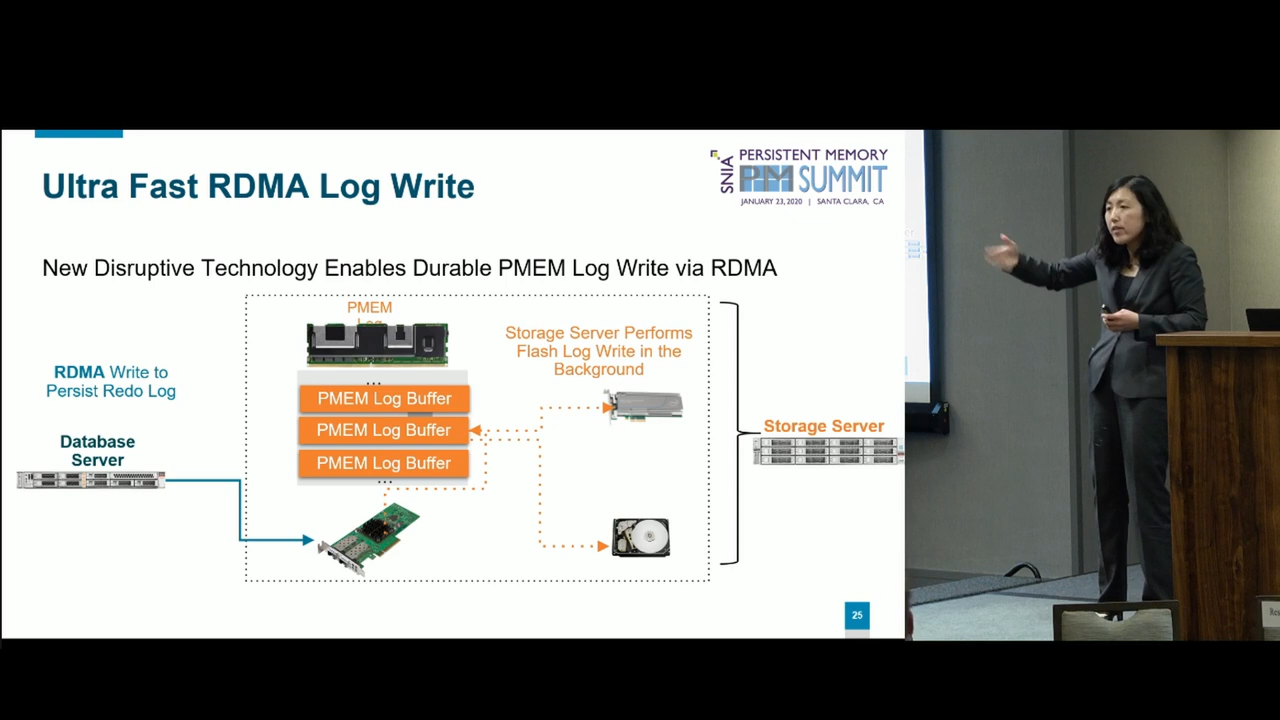 Ultra Fast RDMA Log Write
SNIA
PERSISTENT MEMORY
PM SUMMIT
JANUARY 23, 2020 | SANTA CLARA, CA
New Disruptive Technology Enables Durable PMEM Log Write via RDMA
PMEM
Log
Storage Server Performs
Flash Log Write in the
Background
RDMA Write to
Persist Redo Log
...
PMEM Log Buffer
PMEM Log Buffer
PMEM Log Buffer
...
Database
Server
Storage Server
25